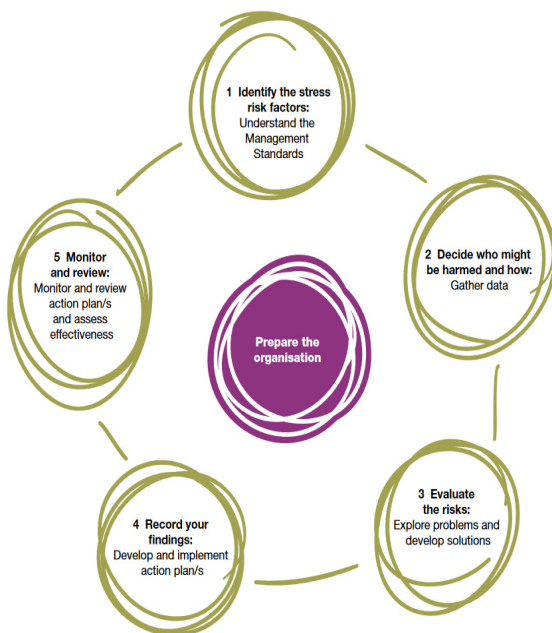 1 Identify the stress
risk factors:
Understand the
Management
Standards
2 Decide who might
be harmed and how:
Gather data
3 Evaluate
the risks:
Explore problems and
develop solutions
4 Record your
findings:
Develop and implement
action plan/s
5 Monitor
and review:
Monitor and review
action plan/s
and assess
effectiveness
Prepare the
organisation